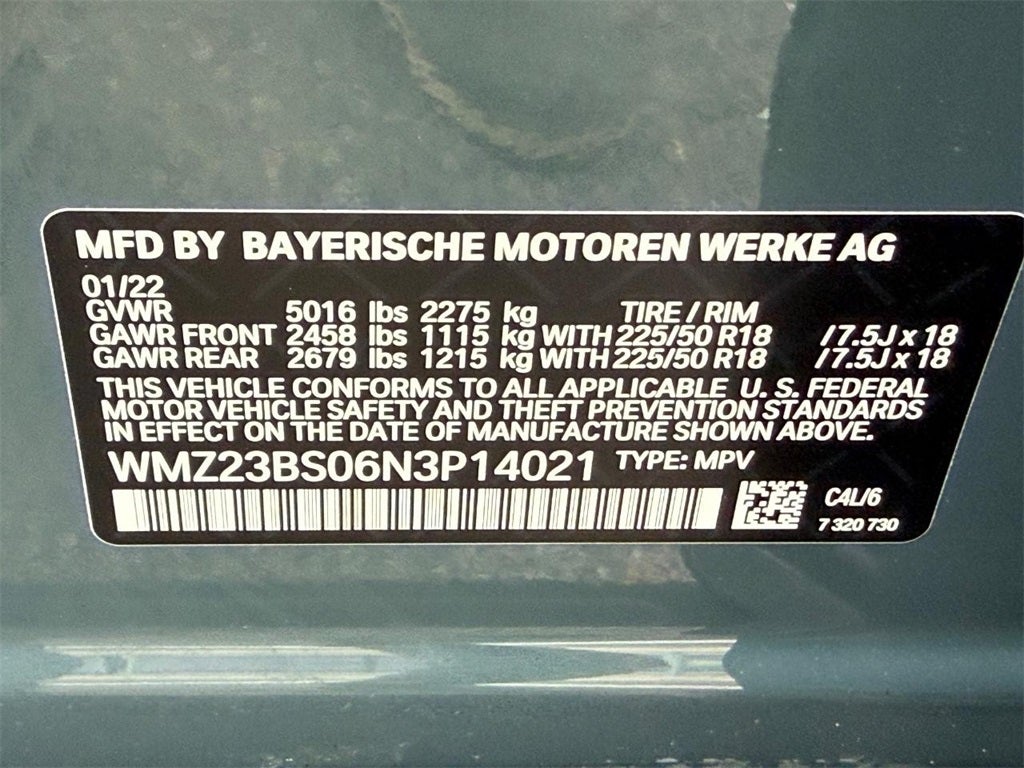 MFD BY BAYERISCHE MOTOREN WERKE AG
01/22
GVWR 5016 lbs 2275 kg TIRE / RIM
GAWR FRONT 2458 lbs 1115 kg WITH 225/50 R18 /7.5J x 18
GAWR REAR 2679 lbs 1215 kg WITH 225/50 R18 /7.5J x 18
THIS VEHICLE CONFORMS TO ALL APPLICABLE U. S. FEDERAL
MOTOR VEHICLE SAFETY AND THEFT PREVENTION STANDARDS
IN EFFECT ON THE DATE OF MANUFACTURE SHOWN ABOVE.
WMZ23BS06N3P14021 TYPE: MPV
C4L/6
7 320 730